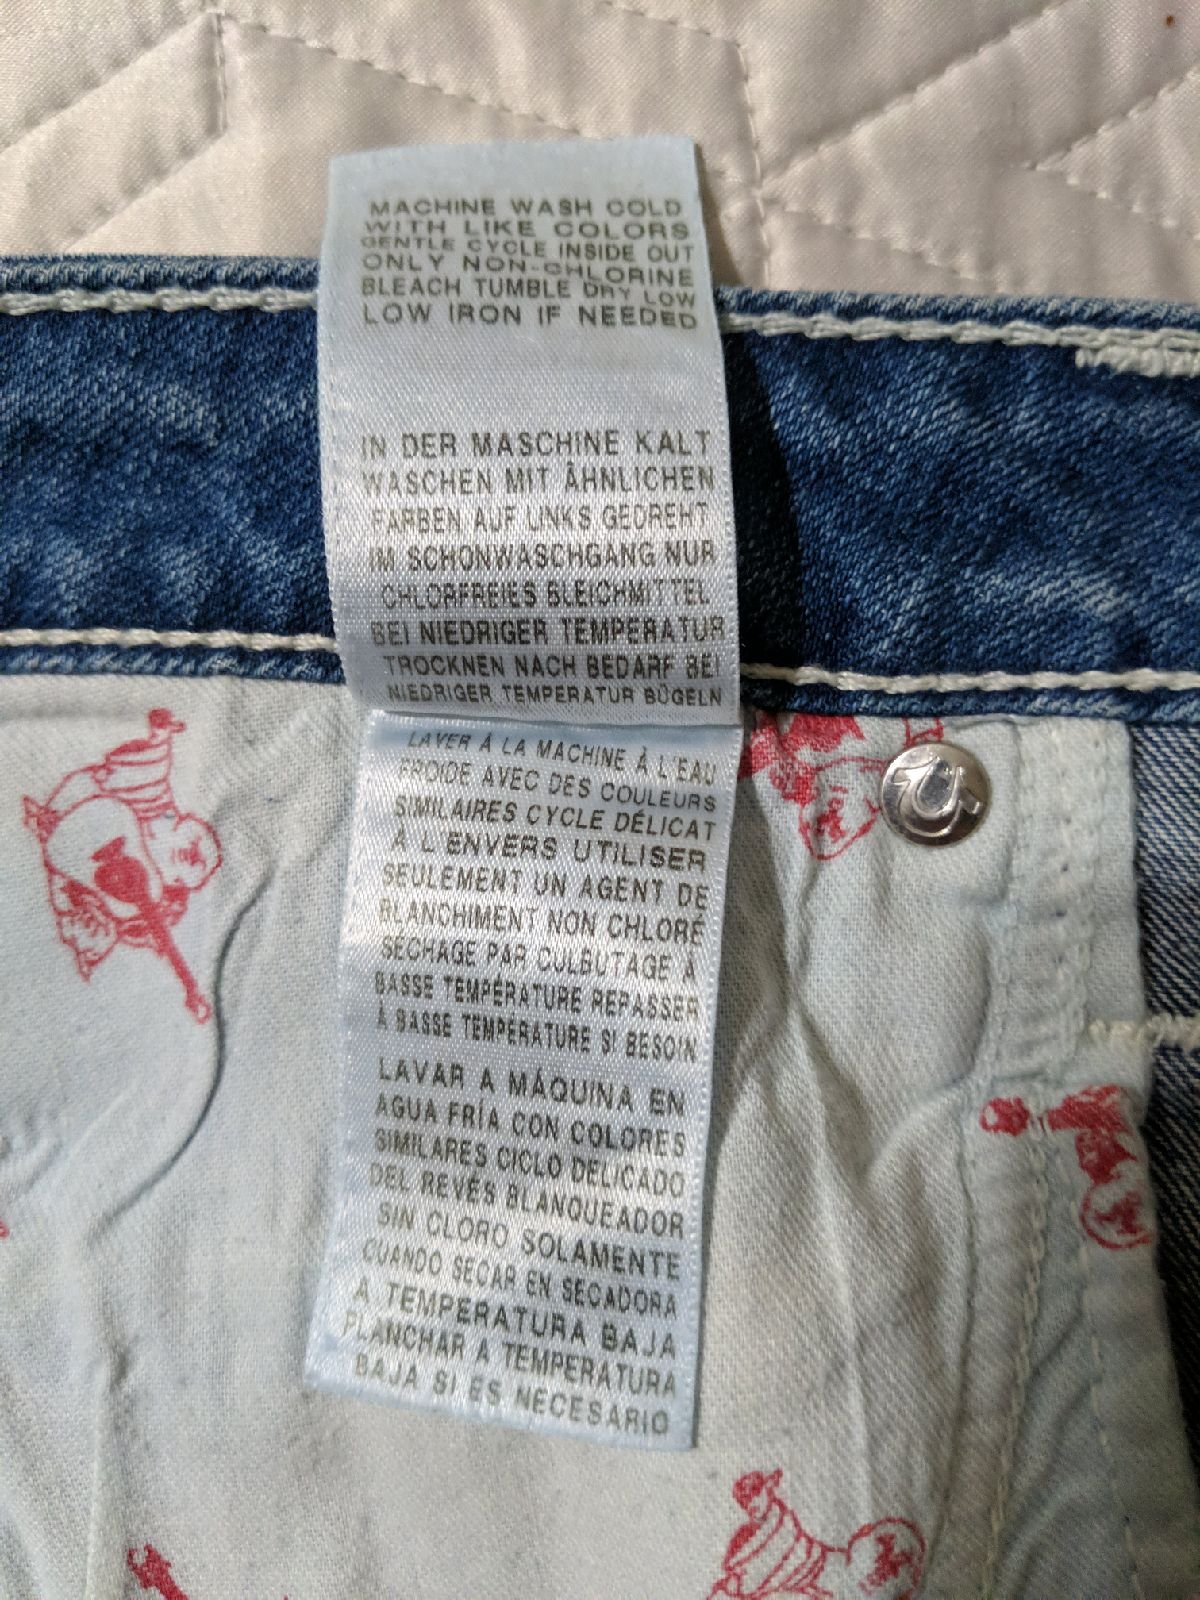 MACHINE WASH COLD
WITH LIKE COLORS
GENTLE CYCLE INSIDE OUT
ONLY NON-CHLORINE
BLEACH TUMBLE DRY LOW
LOW IRON IF NEEDED
IN DER MASCHINE KALT
WASCHEN MIT ÄHNLICHEN
FARBEN AUF LINKS GEDREHT
IM SCHONWASCHGANG NUR
CHLORFREIES BLEICHMITTEL
BEI NIEDRIGER TEMPERATUR
TROCKNEN NACH BEDARF BEI
NIEDRIGER TEMPERATUR BÜGELN
LAVER À LA MACHINE À L'EAU
FROIDE AVEC DES COULEURS
SIMILAIRES CYCLE DÉLICAT
À L'ENVERS UTILISER
SEULEMENT UN AGENT DE
BLANCHIMENT NON CHLORÉ
SÉCHAGE PAR CULBUTAGE À
BASSE TEMPÉRATURE REPASSER
À BASSE TEMPÉRATURE SI BESOIN
LAVAR A MÁQUINA EN
AGUA FRÍA CON COLORES
SIMILARES CICLO DELICADO
DEL REVÉS BLANQUEADOR
SIN CLORO SOLAMENTE
CUANDO SECAR EN SECADORA
A TEMPERATURA BAJA
PLANCHAR A TEMPERATURA
BAJA SI ES NECESARIO